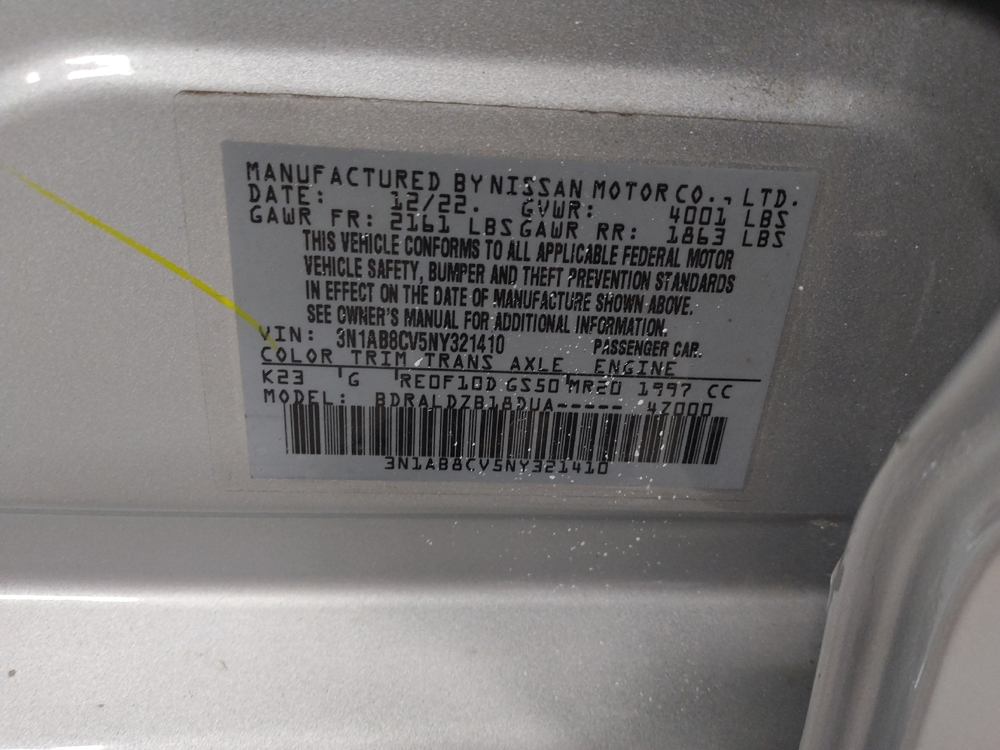 MANUFACTURED BY NISSAN MOTOR CO., LTD.
DATE: 12/22. GVWR: 4001 LBS
GAWR FR: 2161 LBS GAWR RR: 1863 LBS
THIS VEHICLE CONFORMS TO ALL APPLICABLE FEDERAL MOTOR
VEHICLE SAFETY, BUMPER AND THEFT PREVENTION STANDARDS
IN EFFECT ON THE DATE OF MANUFACTURE SHOWN ABOVE.
SEE OWNER'S MANUAL FOR ADDITIONAL INFORMATION.
VIN: 3N1AB8CV5NY321410 PASSENGER CAR.
COLOR TRIM TRANS AXLE ENGINE
K23 G RE0F10D GS50 MR20 1997 CC
MODEL: BDRALDZB18DUA----- 47000
3N1AB8CV5NY321410